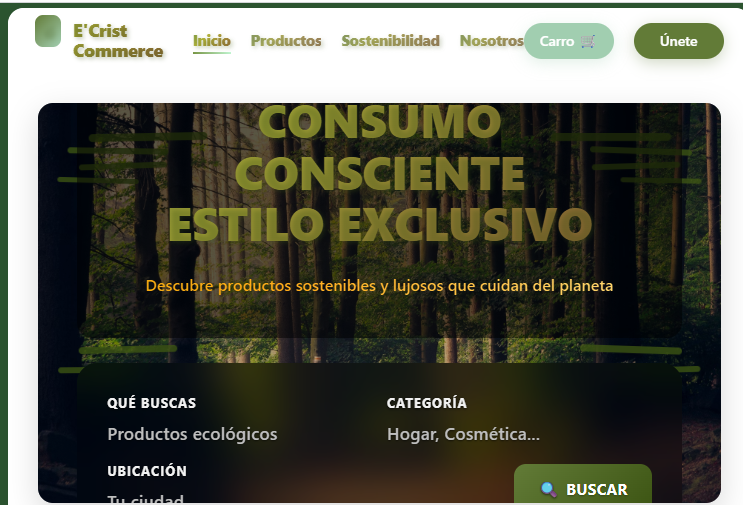 E'Crist
Commerce
Inicio Productos Sostenibilidad Nosotros Carro 🛒 Únete
CONSUMO
CONSCIENTE
ESTILO EXCLUSIVO
Descubre productos sostenibles y lujosos que cuidan del planeta
QUÉ BUSCAS CATEGORÍA
Productos ecológicos Hogar, Cosmética...
UBICACIÓN
Tu ciudad
🔍 BUSCAR